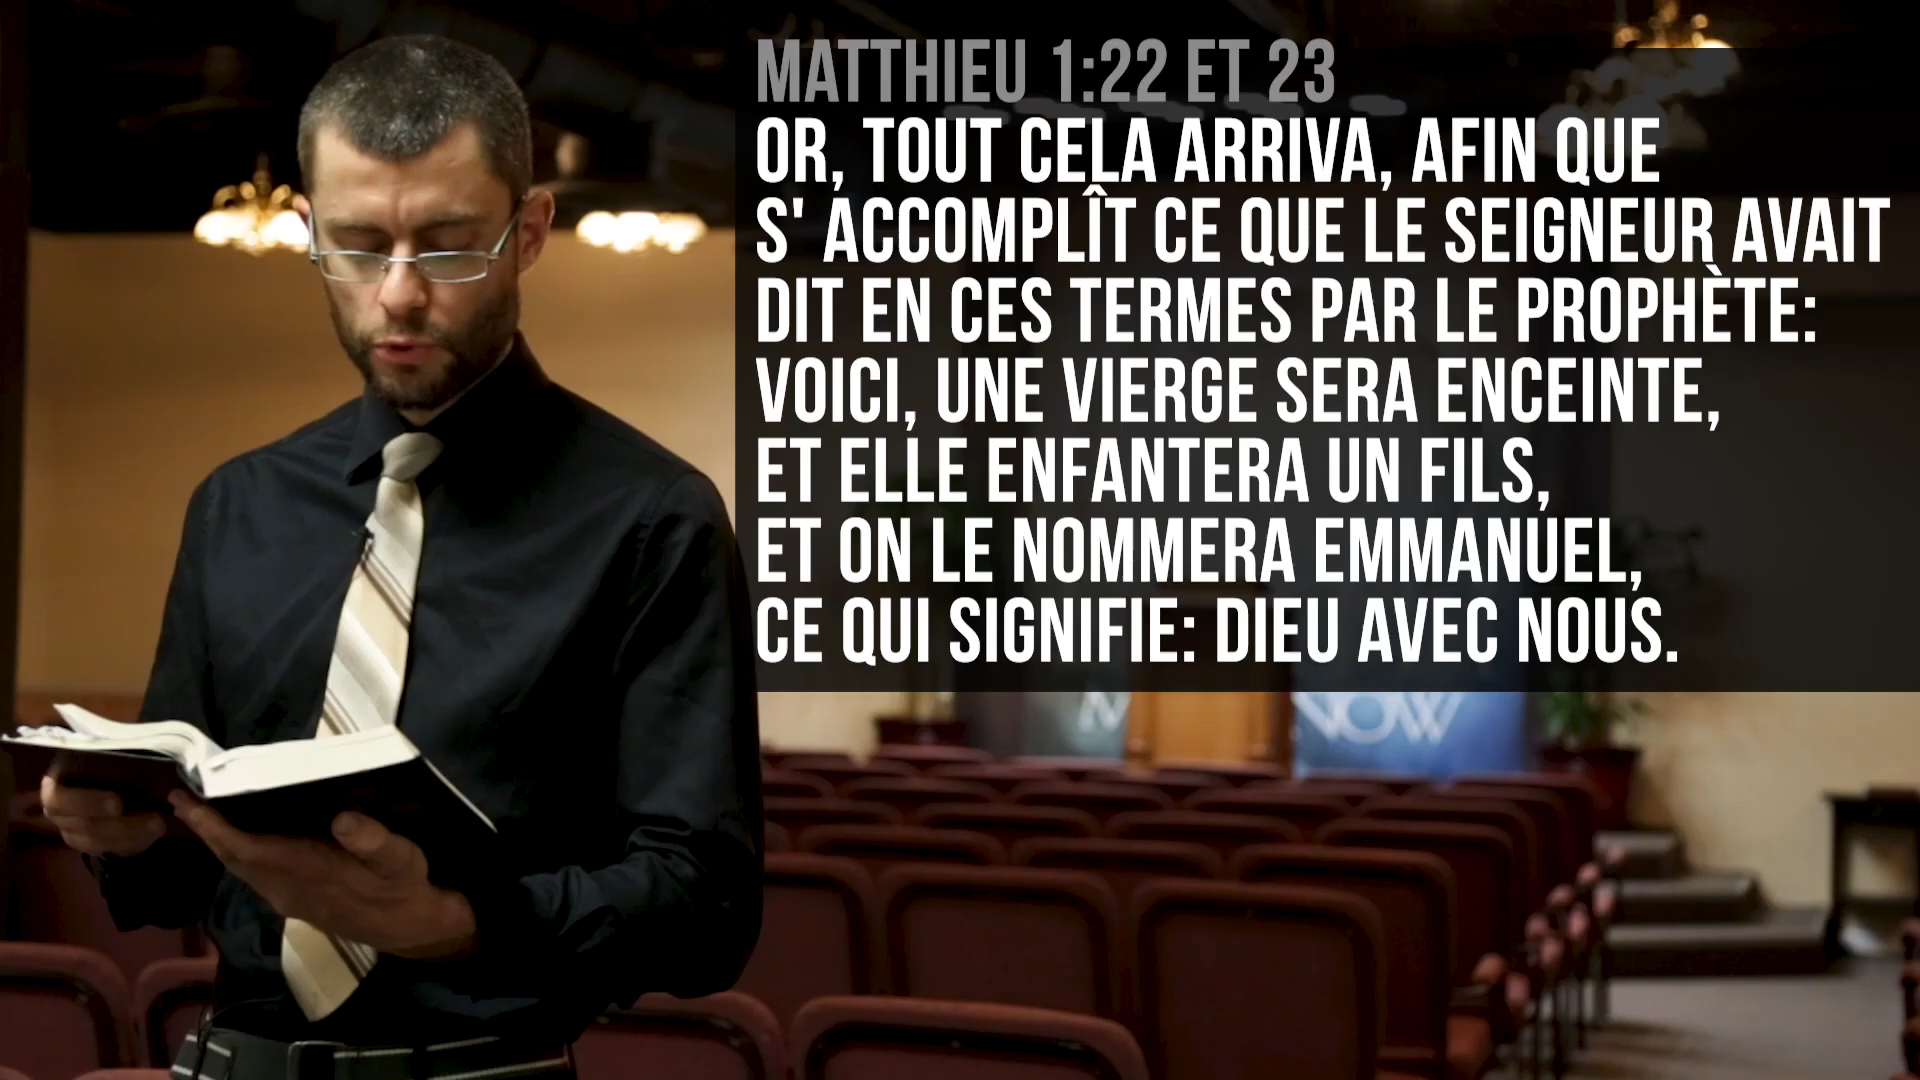 MATTHIEU 1:22 ET 23
OR, TOUT CELA ARRIVA, AFIN QUE
S' ACCOMPLÎT CE QUE LE SEIGNEUR AVAIT
DIT EN CES TERMES PAR LE PROPHÈTE:
VOICI, UNE VIERGE SERA ENCEINTE,
ET ELLE ENFANTERA UN FILS,
ET ON LE NOMMERA EMMANUEL,
CE QUI SIGNIFIE: DIEU AVEC NOUS.
NOW